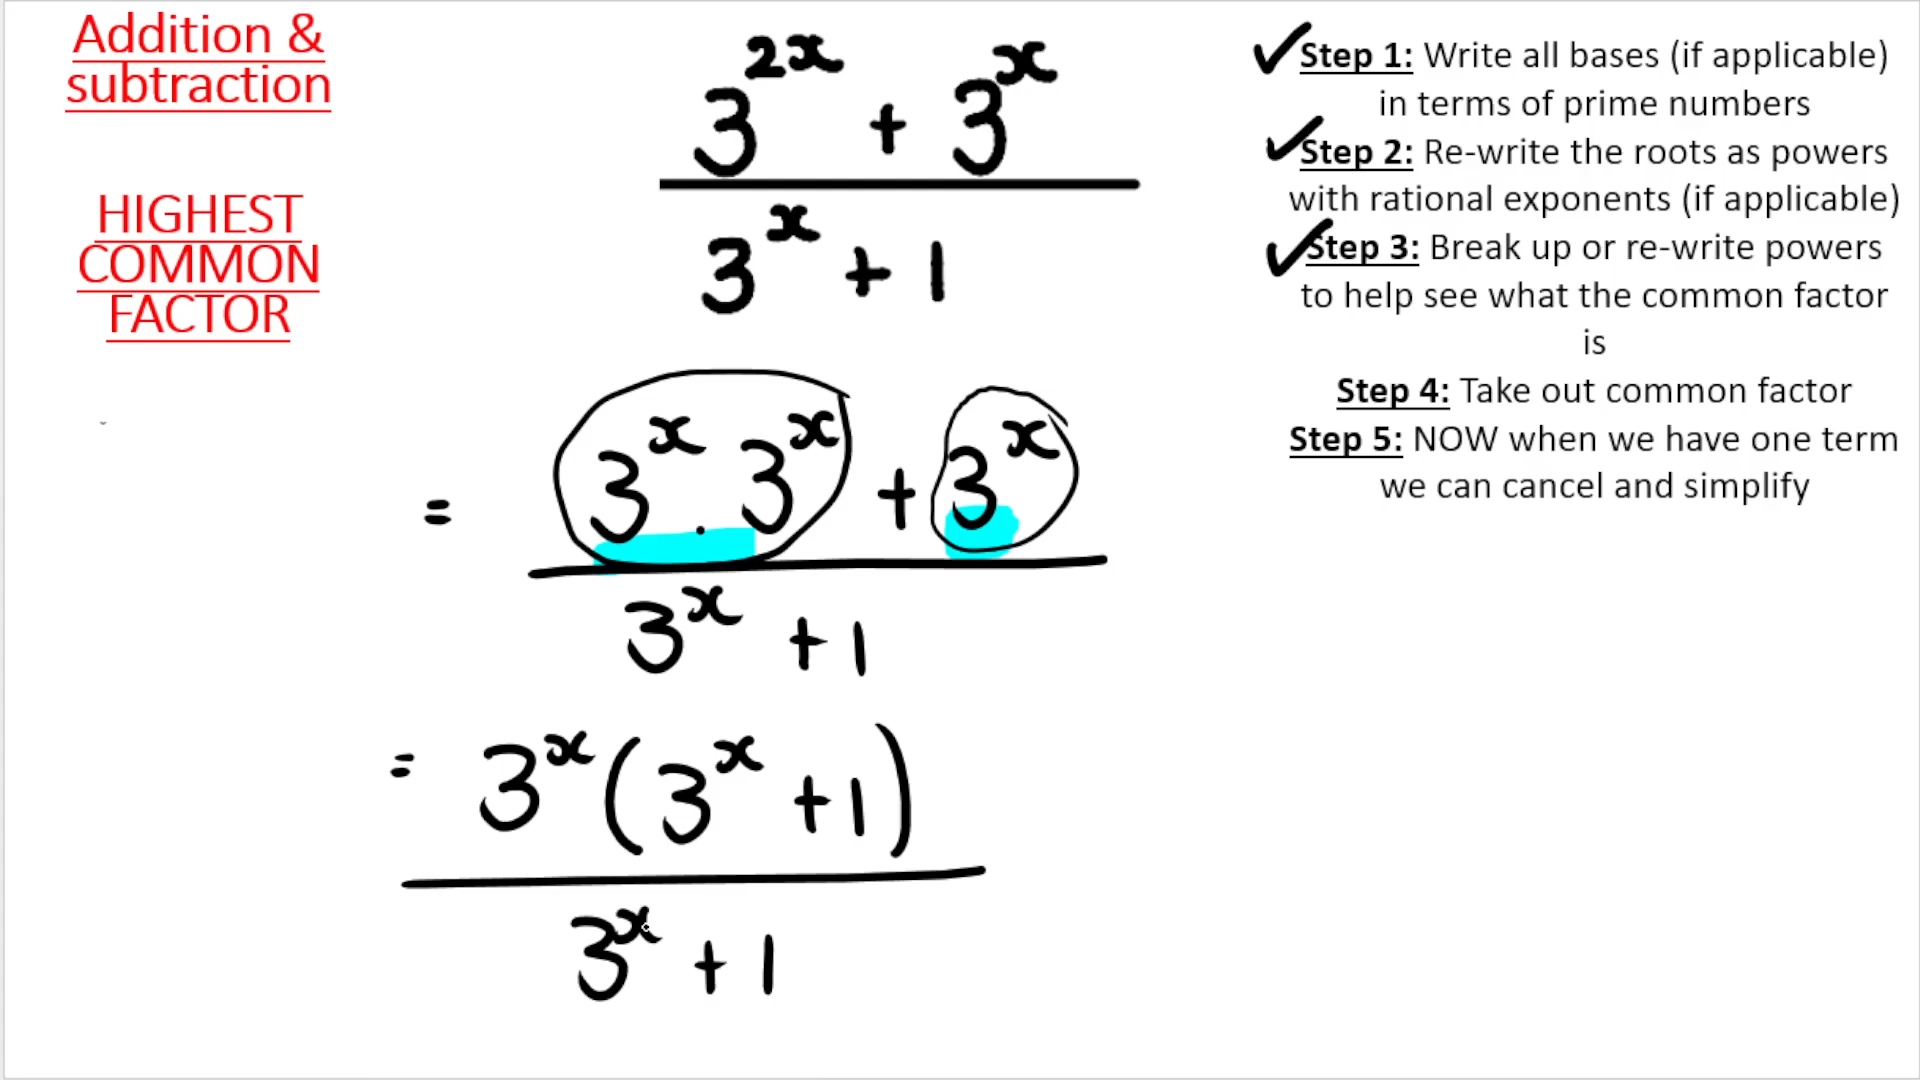 Addition &
subtraction
HIGHEST
COMMON
FACTOR
3^{2x} + 3^x
3^x + 1
= 3^x . 3^x + 3^x
3^x + 1
= 3^x (3^x + 1)
3^x + 1
Step 1: Write all bases (if applicable)
in terms of prime numbers
Step 2: Re-write the roots as powers
with rational exponents (if applicable)
Step 3: Break up or re-write powers
to help see what the common factor
is
Step 4: Take out common factor
Step 5: NOW when we have one term
we can cancel and simplify